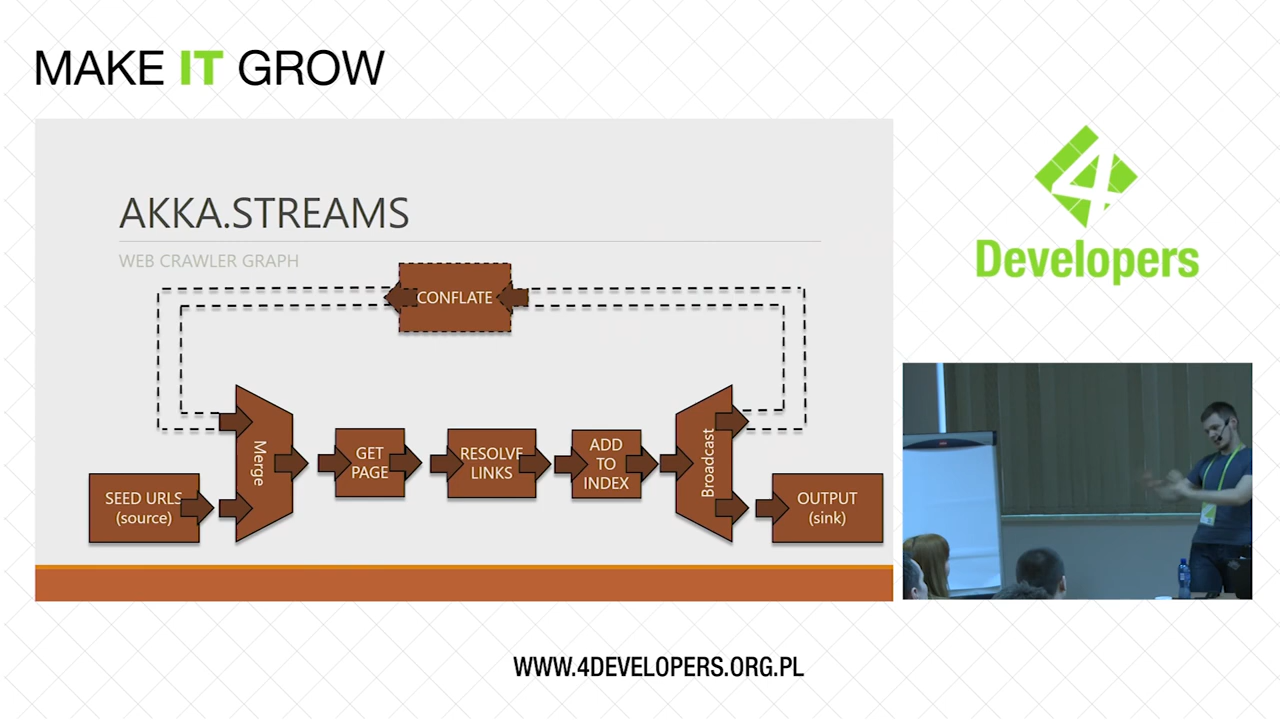 MAKE IT GROW
AKKA.STREAMS
WEB CRAWLER GRAPH
CONFLATE
Merge
GET
PAGE
RESOLVE
LINKS
ADD
TO
INDEX
Broadcast
SEED URLS
(source)
OUTPUT
(sink)
4
Developers
WWW.4DEVELOPERS.ORG.PL